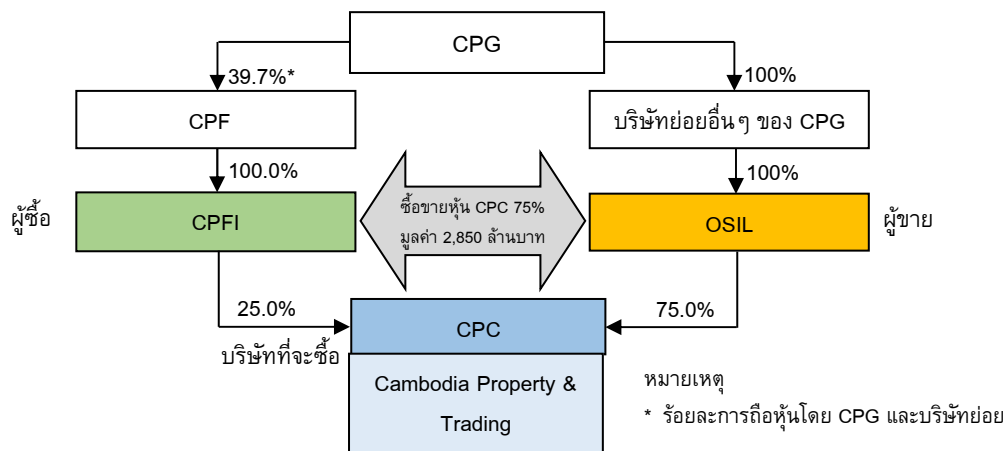 CPG
39.7%*
100%
CPF
บริษัทย่อยอื่นๆ ของ CPG
100.0%
100%
ผู้ซื้อ
CPFI
ซื้อขายหุ้น CPC 75%
มูลค่า 2,850 ล้านบาท
OSIL
ผู้ขาย
25.0%
CPC
75.0%
บริษัทที่จะซื้อ
Cambodia Property &
Trading
หมายเหตุ
* ร้อยละการถือหุ้นโดย CPG และบริษัทย่อย